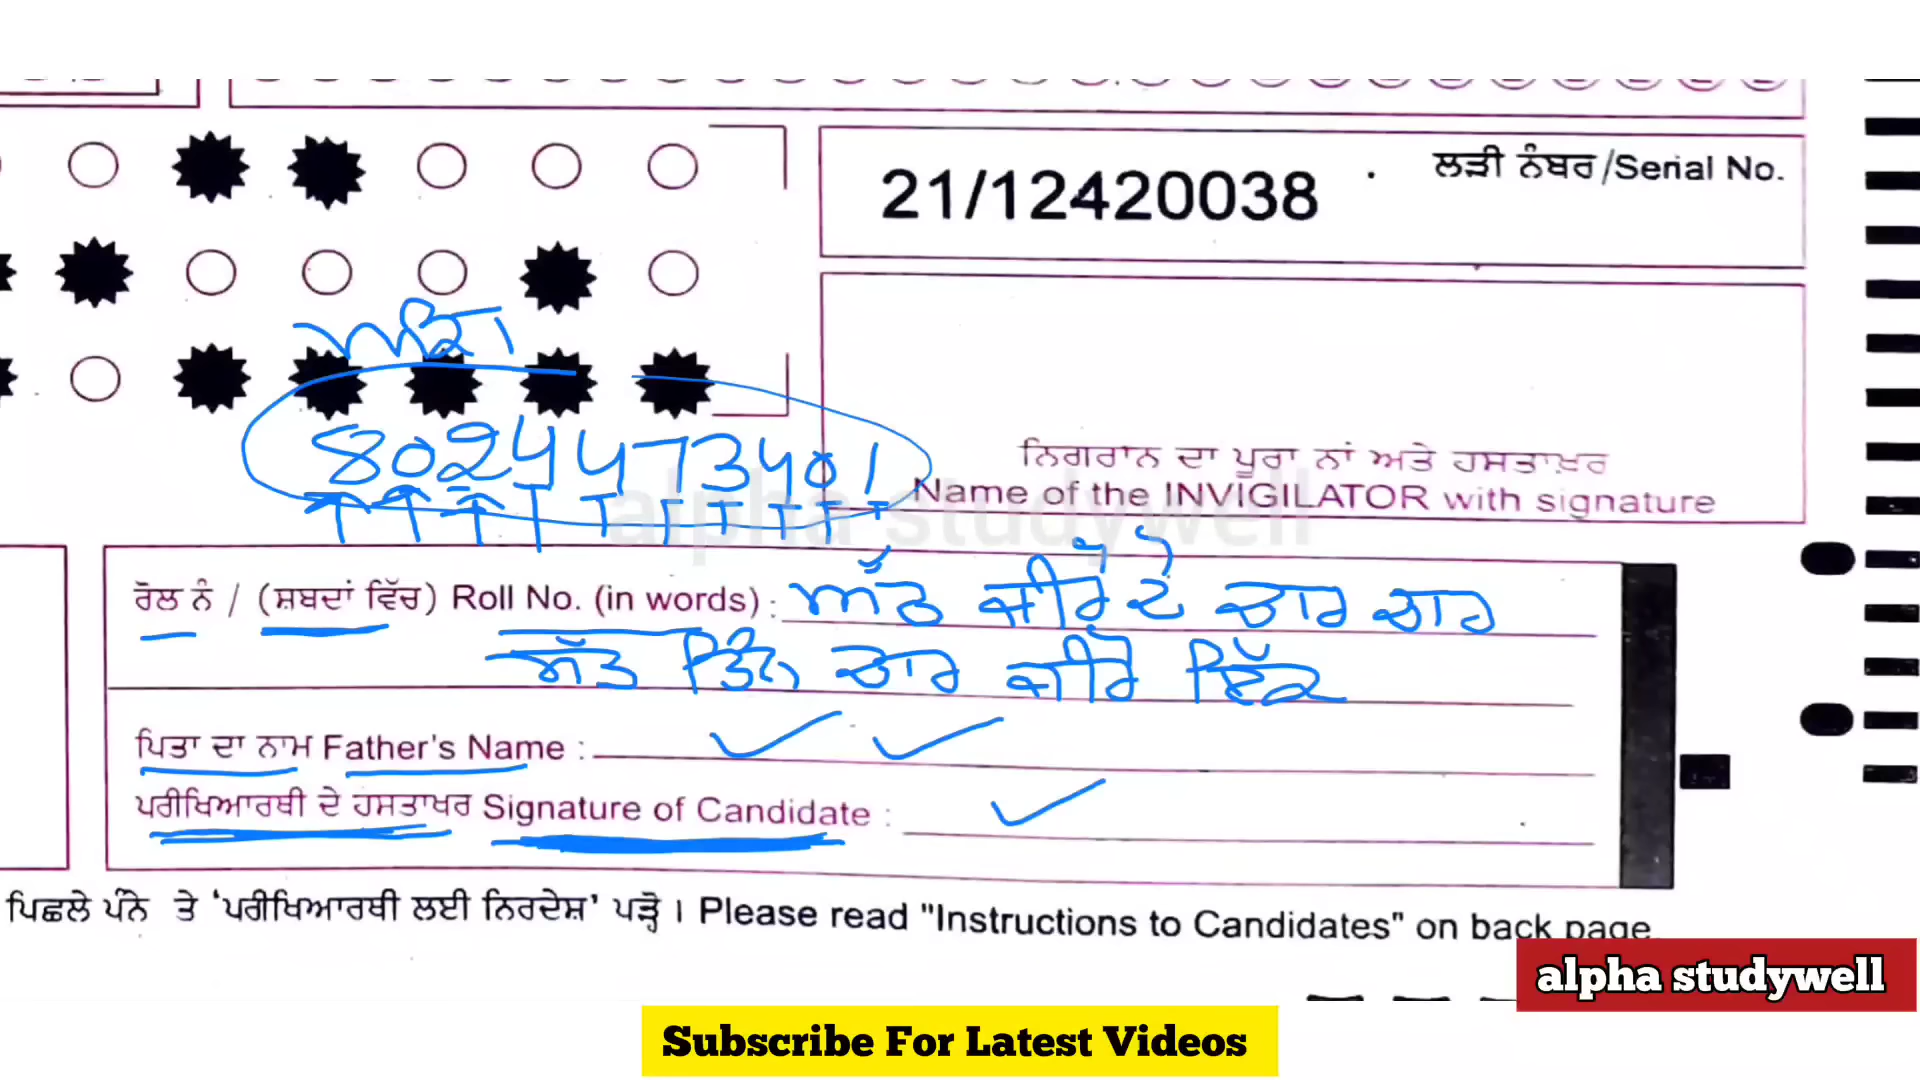 21/12420038
ਲੜੀ ਨੰਬਰ/Serial No.
8024473401
ਨਿਗਰਾਨ ਦਾ ਪੂਰਾ ਨਾਂ ਅਤੇ ਹਸਤਾਖ਼ਰ
Name of the INVIGILATOR with signature
alpha studywell
ਰੋਲ ਨੰ / (ਸ਼ਬਦਾਂ ਵਿੱਚ) Roll No. (in words) : ਅੱਠ ਜੀਰੋ ਦੋ ਚਾਰ ਚਾਰ
ਸੱਤ ਤਿੰਨ ਚਾਰ ਜੀਰੋ ਇੱਕ
ਪਿਤਾ ਦਾ ਨਾਮ Father's Name :
ਪਰੀਖਿਆਰਥੀ ਦੇ ਹਸਤਾਖਰ Signature of Candidate :
ਪਿਛਲੇ ਪੰਨੇ ਤੇ 'ਪਰੀਖਿਆਰਥੀ ਲਈ ਨਿਰਦੇਸ਼' ਪੜ੍ਹੋ । Please read "Instructions to Candidates" on back page.
alpha studywell
Subscribe For Latest Videos